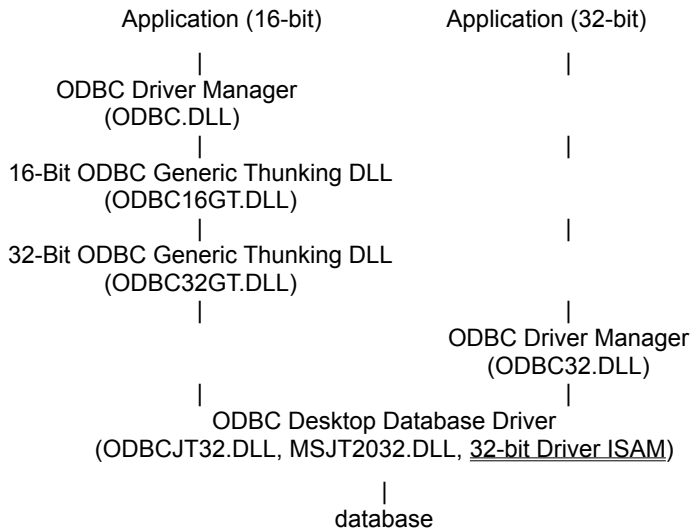 Application (16-bit) Application (32-bit)
| |
ODBC Driver Manager
(ODBC.DLL)
| |
16-Bit ODBC Generic Thunking DLL
(ODBC16GT.DLL)
| |
32-Bit ODBC Generic Thunking DLL
(ODBC32GT.DLL)
| |
ODBC Driver Manager
(ODBC32.DLL)
| |
ODBC Desktop Database Driver
(ODBCJT32.DLL, MSJT2032.DLL, 32-bit Driver ISAM)
|
database